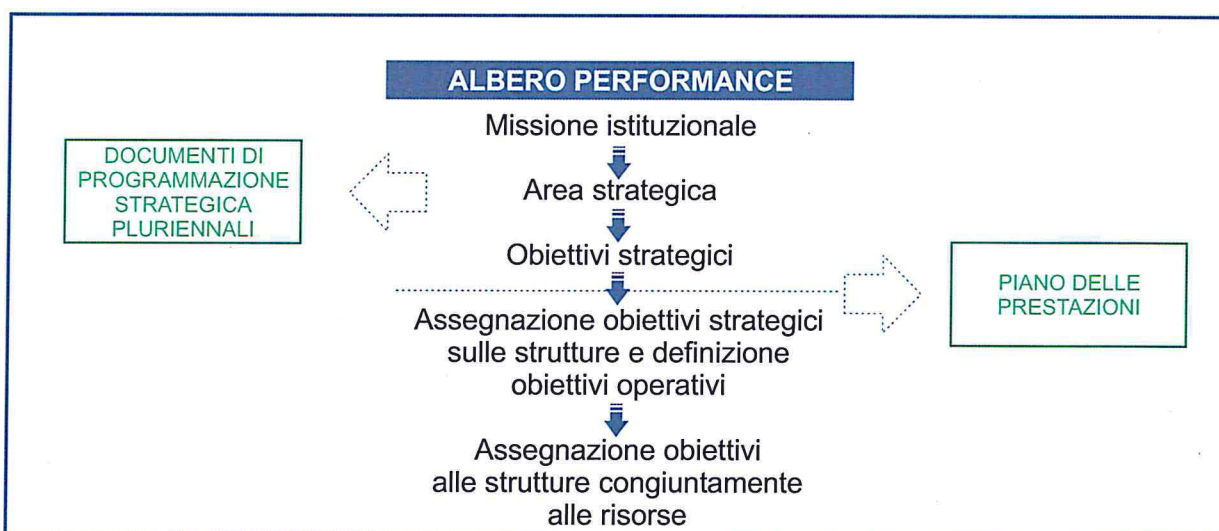 ALBERO PERFORMANCE
Missione istituzionale
DOCUMENTI DI
PROGRAMMAZIONE
STRATEGICA
PLURIENNALI
Area strategica
Obiettivi strategici
PIANO DELLE
PRESTAZIONI
Assegnazione obiettivi strategici
sulle strutture e definizione
obiettivi operativi
Assegnazione obiettivi
alle strutture congiuntamente
alle risorse